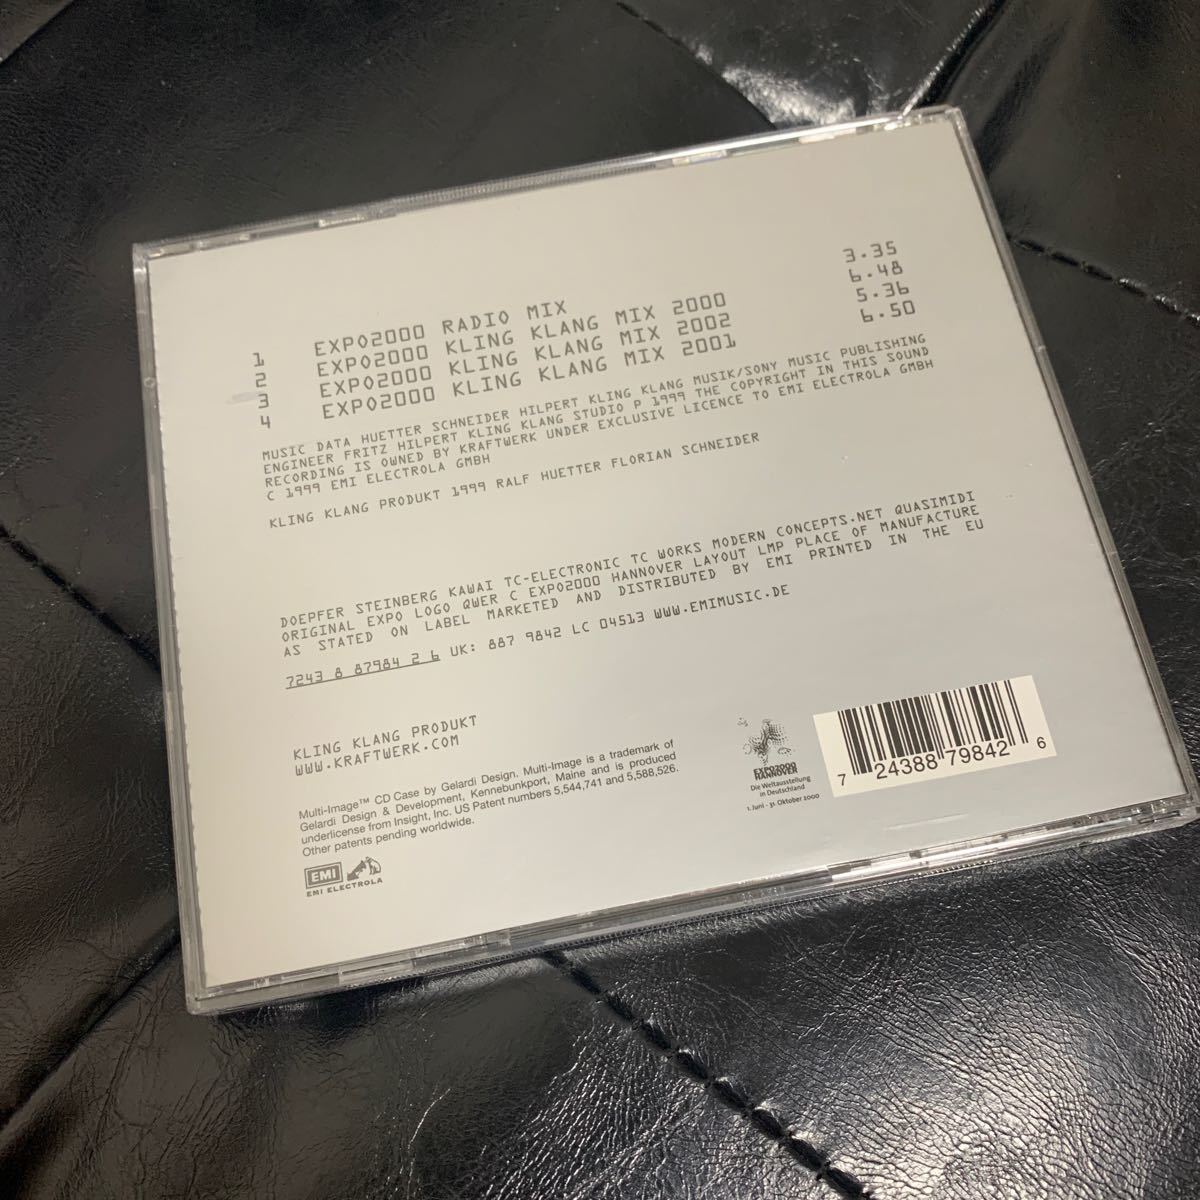 1 EXPO2000 RADIO MIX 3.35
2 EXPO2000 KLING KLANG MIX 2000 6.48
3 EXPO2000 KLING KLANG MIX 2002 5.36
4 EXPO2000 KLING KLANG MIX 2001 6.50
MUSIC DATA HUETTER SCHNEIDER HILPERT KLING KLANG MUSIK/SONY MUSIC PUBLISHING
ENGINEER FRITZ HILPERT KLING KLANG STUDIO P 1999 THE COPYRIGHT IN THIS SOUND
RECORDING IS OWNED BY KRAFTWERK UNDER EXCLUSIVE LICENCE TO EMI ELECTROLA GMBH
C 1999 EMI ELECTROLA GMBH
KLING KLANG PRODUKT 1999 RALF HUETTER FLORIAN SCHNEIDER
DOEPFER STEINBERG KAWAI TC-ELECTRONIC TC WORKS MODERN CONCEPTS.NET QUASIMIDI
ORIGINAL EXPO LOGO QWER C EXPO2000 HANNOVER LAYOUT LMP PLACE OF MANUFACTURE
AS STATED ON LABEL MARKETED AND DISTRIBUTED BY EMI PRINTED IN THE EU
7243 8 87984 2 6 UK: 887 9842 LC 04513 WWW.EMIMUSIC.DE
KLING KLANG PRODUKT
WWW.KRAFTWERK.COM
Multi-Image™ CD Case by Gelardi Design. Multi-Image is a trademark of
Gelardi Design & Development, Kennebunkport, Maine and is produced
underlicense from Insight, Inc. US Patent numbers 5,544,741 and 5,588,526.
Other patents pending worldwide.
EMI
EMI ELECTROLA
EXPO2000
HANNOVER
Die Weltausstellung
in Deutschland
1. Juni - 31. Oktober 2000
7 24388 79842 6